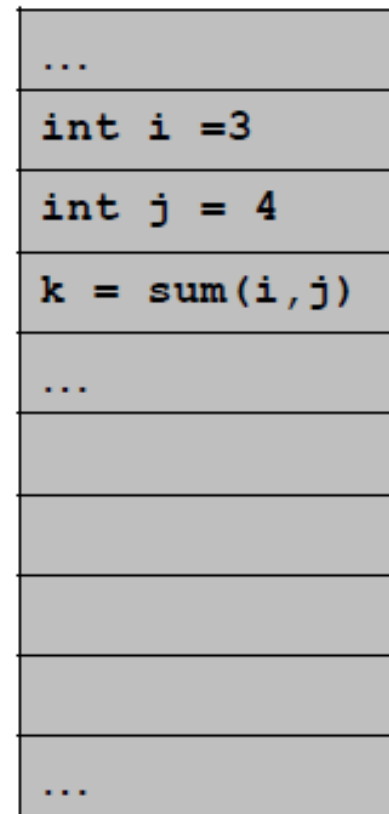 ...
int i =3
int j = 4
k = sum(i,j)
...
...